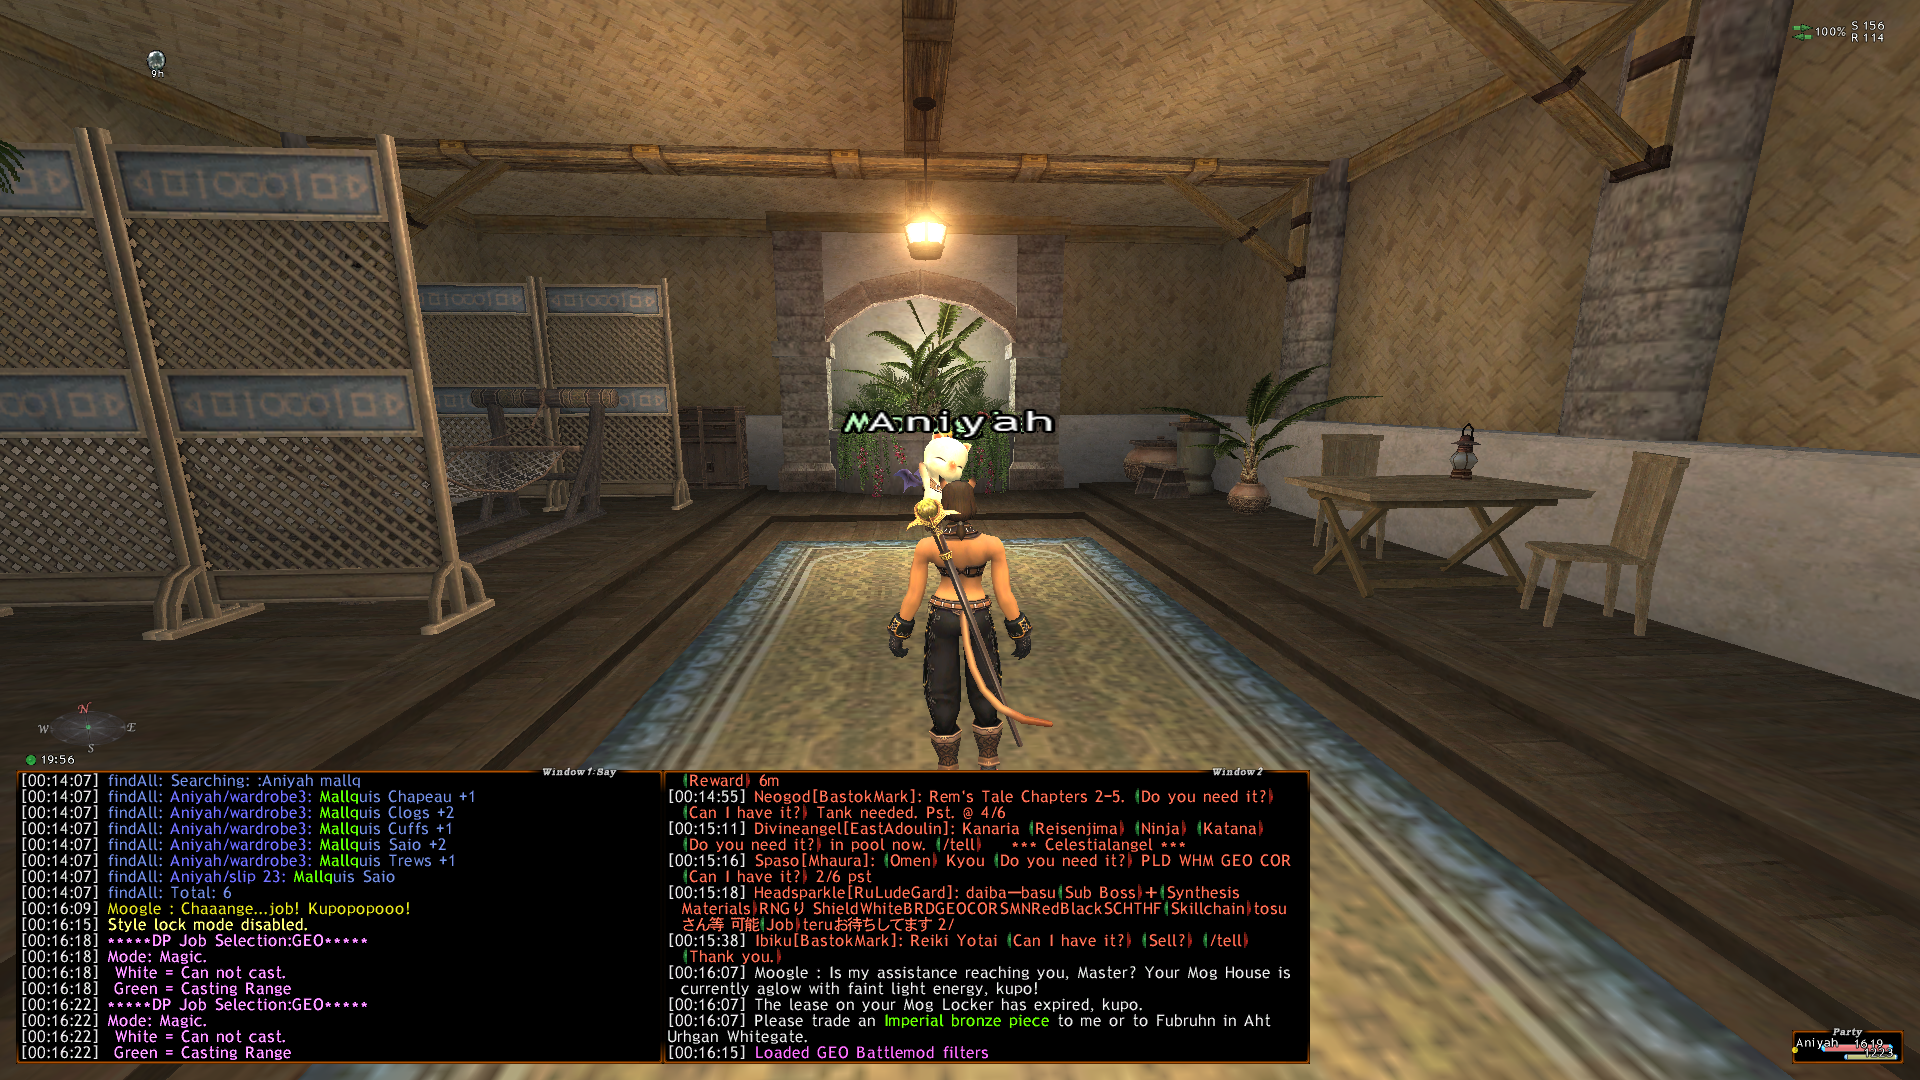 9h
100% S 156
R 114
Aniyah
N
W E
S
19:56
Window 1:Say
[00:14:07] findAll: Searching: :Aniyah mallq
[00:14:07] findAll: Aniyah/wardrobe3: Mallquis Chapeau +1
[00:14:07] findAll: Aniyah/wardrobe3: Mallquis Clogs +2
[00:14:07] findAll: Aniyah/wardrobe3: Mallquis Cuffs +1
[00:14:07] findAll: Aniyah/wardrobe3: Mallquis Saio +2
[00:14:07] findAll: Aniyah/wardrobe3: Mallquis Trews +1
[00:14:07] findAll: Aniyah/slip 23: Mallquis Saio
[00:14:07] findAll: Total: 6
[00:16:09] Moogle : Chaaange...job! Kupopopooo!
[00:16:15] Style lock mode disabled.
[00:16:18] *****DP Job Selection:GEO*****
[00:16:18] Mode: Magic.
[00:16:18] White = Can not cast.
[00:16:18] Green = Casting Range
[00:16:22] *****DP Job Selection:GEO*****
[00:16:22] Mode: Magic.
[00:16:22] White = Can not cast.
[00:16:22] Green = Casting Range
Window 2
(Reward) 6m
[00:14:55] Neogod[BastokMark]: Rem's Tale Chapters 2-5. (Do you need it?)
(Can I have it?) Tank needed. Pst. @ 4/6
[00:15:11] Divineangel[EastAdoulin]: Kanaria (Reisenjima) (Ninja) (Katana)
(Do you need it?) in pool now. (/tell) *** Celestialangel ***
[00:15:16] Spaso[Mhaura]: (Omen) Kyou (Do you need it?) PLD WHM GEO COR
(Can I have it?) 2/6 pst
[00:15:18] Headsparkle[RuLudeGard]: daiba—basu(Sub Boss)+(Synthesis
Materials)RNGり ShieldWhiteBRDGEOCORSMNRedBlackSCHTHF(Skillchain)tosu
さん等 可能(Job)teruお待ちしてます 2/
[00:15:38] Ibiku[BastokMark]: Reiki Yotai (Can I have it?) (Sell?) (/tell)
(Thank you.)
[00:16:07] Moogle : Is my assistance reaching you, Master? Your Mog House is
currently aglow with faint light energy, kupo!
[00:16:07] The lease on your Mog Locker has expired, kupo.
[00:16:07] Please trade an Imperial bronze piece to me or to Fubruhn in Aht
Urhgan Whitegate.
[00:16:15] Loaded GEO Battlemod filters
Party
Aniyah 1619
1223